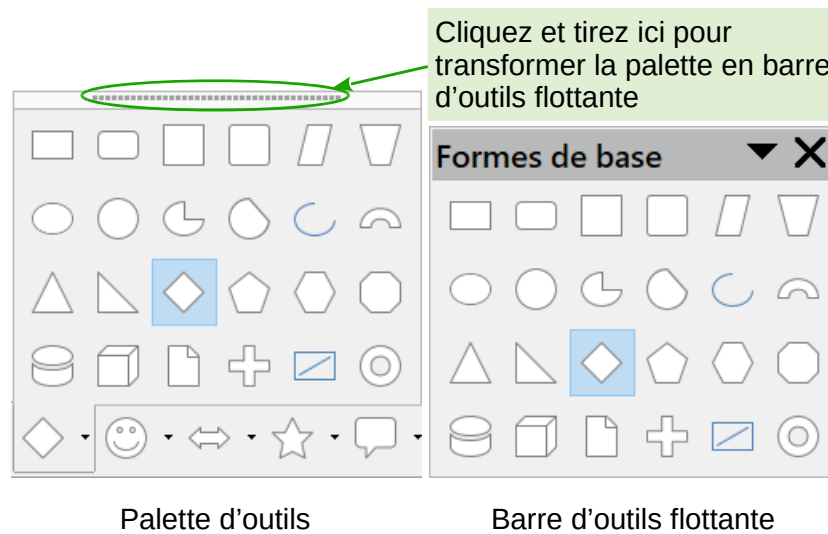 Cliquez et tirez ici pour
transformer la palette en barre
d’outils flottante
Formes de base
Palette d’outils
Barre d’outils flottante